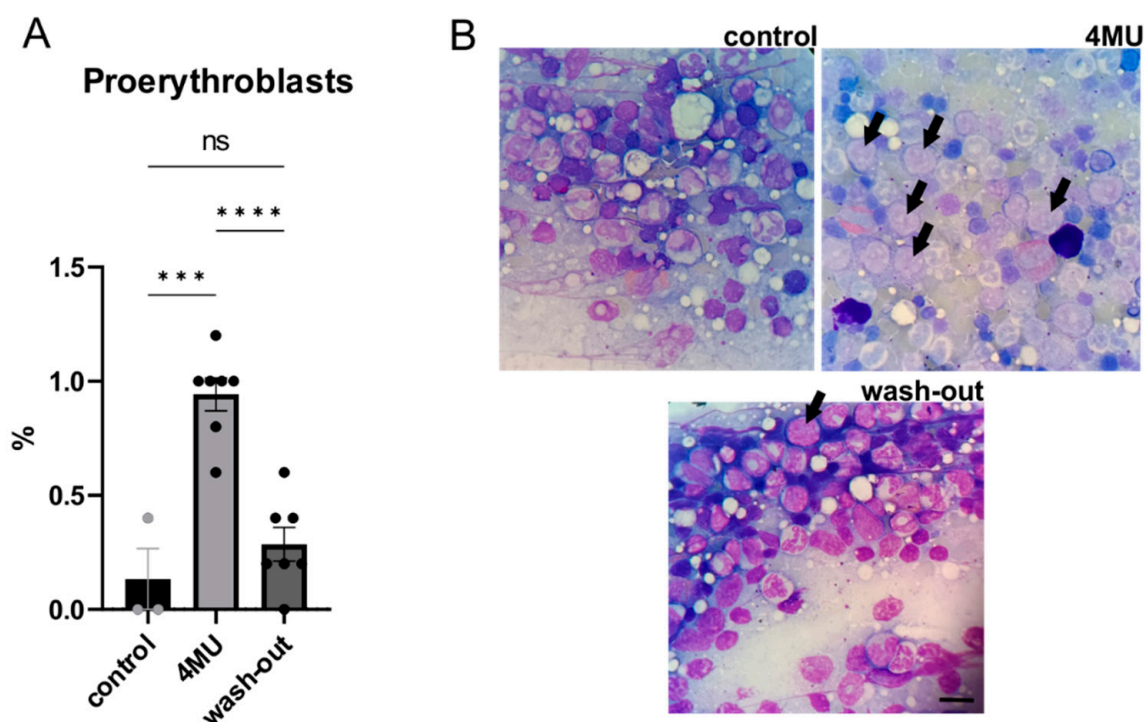 A
Proerythroblasts
ns
****
***
1.5
1.0
0.5
0.0
%
control
4MU
wash-out
B
control
4MU
wash-out